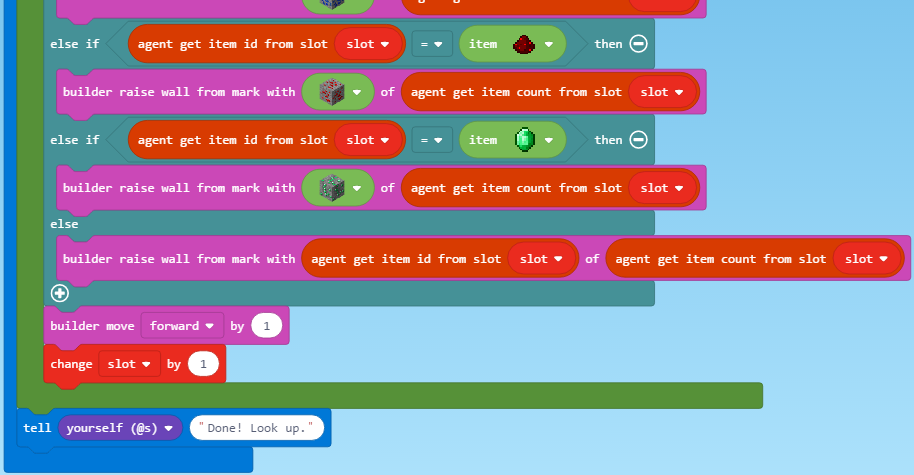 else if agent get item id from slot slot = item then
builder raise wall from mark with of agent get item count from slot slot
else if agent get item id from slot slot = item then
builder raise wall from mark with of agent get item count from slot slot
else
builder raise wall from mark with agent get item id from slot slot of agent get item count from slot slot
builder move forward by 1
change slot by 1
tell yourself (@s) "Done! Look up."